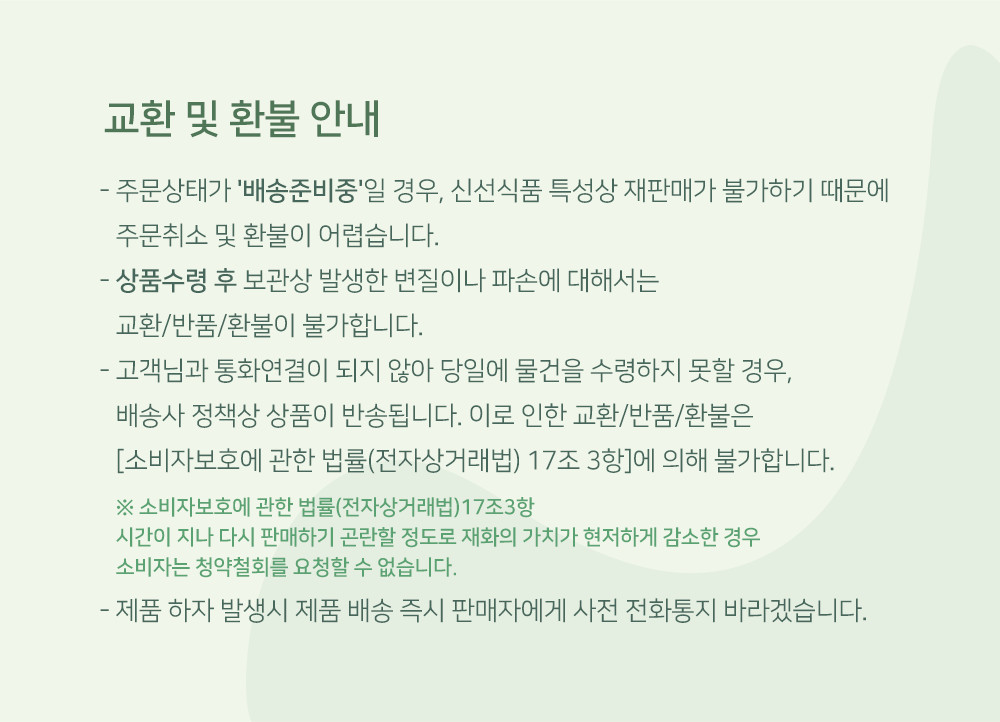 교환 및 환불 안내
- 주문상태가 '배송준비중'일 경우, 신선식품 특성상 재판매가 불가하기 때문에
주문취소 및 환불이 어렵습니다.
- 상품수령 후 보관상 발생한 변질이나 파손에 대해서는
교환/반품/환불이 불가합니다.
- 고객님과 통화연결이 되지 않아 당일에 물건을 수령하지 못할 경우,
배송사 정책상 상품이 반송됩니다. 이로 인한 교환/반품/환불은
[소비자보호에 관한 법률(전자상거래법) 17조 3항]에 의해 불가합니다.
※ 소비자보호에 관한 법률(전자상거래법)17조3항
시간이 지나 다시 판매하기 곤란할 정도로 재화의 가치가 현저하게 감소한 경우
소비자는 청약철회를 요청할 수 없습니다.
- 제품 하자 발생시 제품 배송 즉시 판매자에게 사전 전화통지 바라겠습니다.